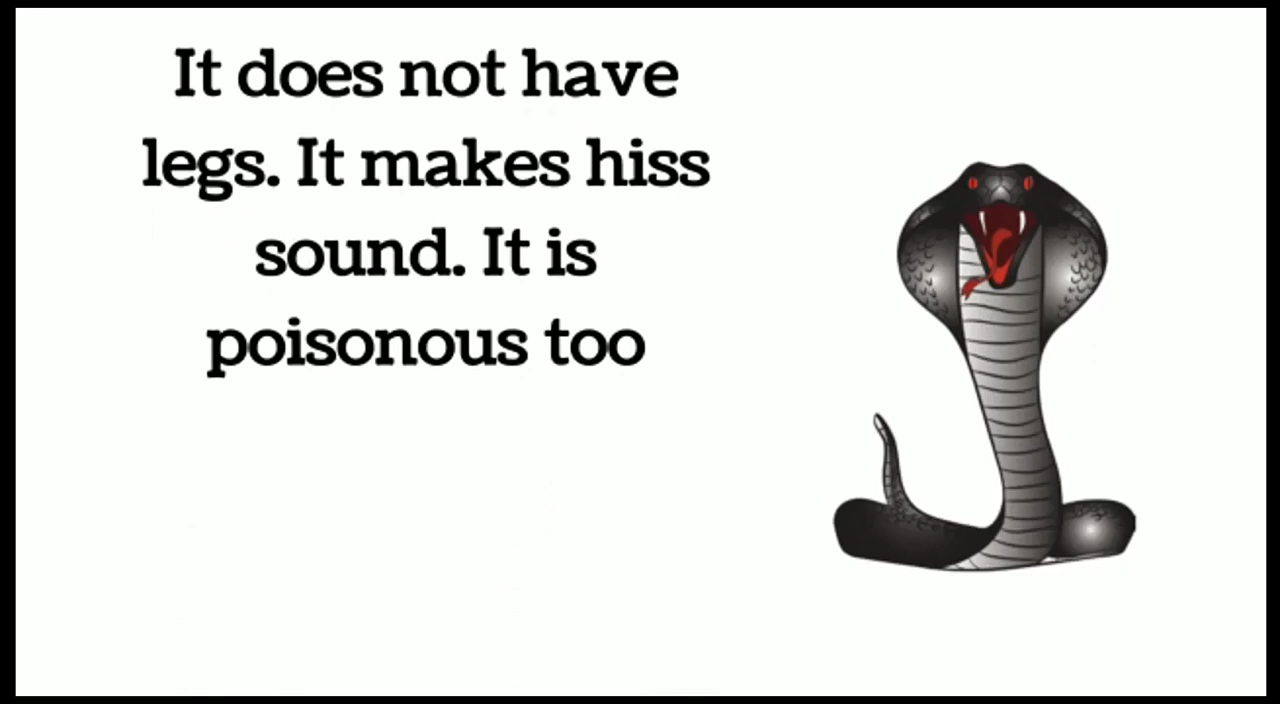 It does not have
legs. It makes hiss
sound. It is
poisonous too